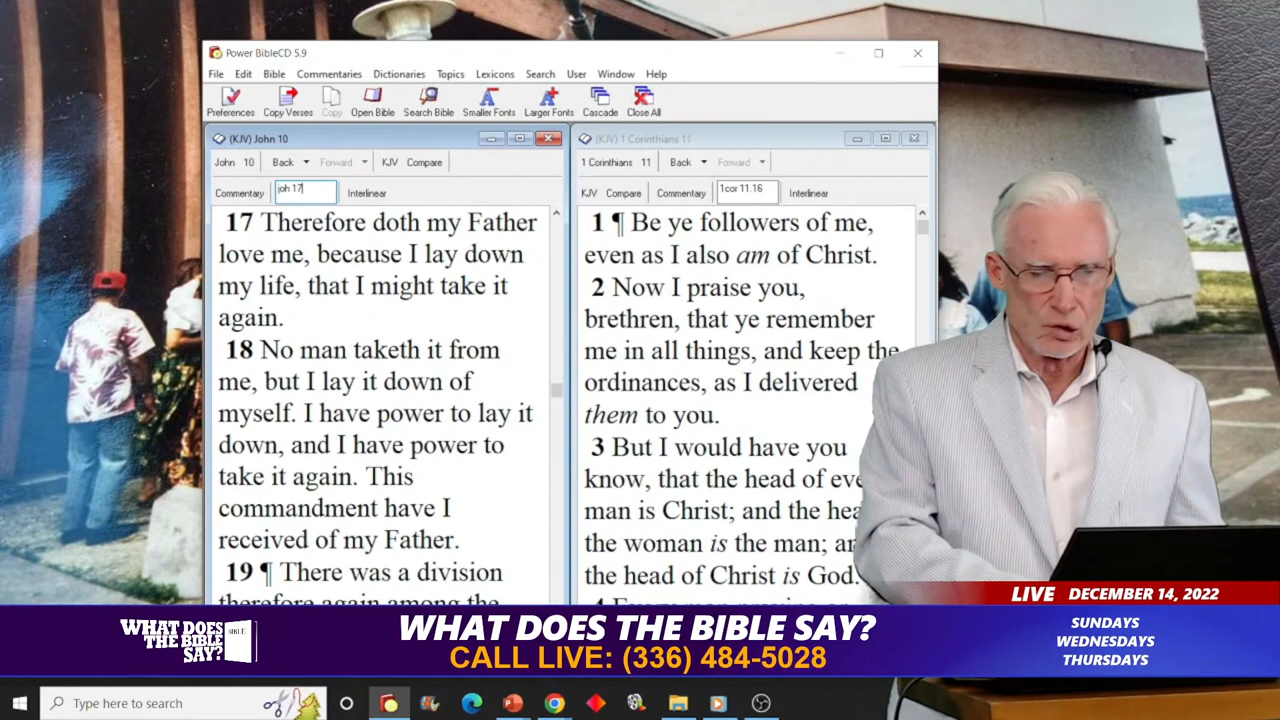 Power BibleCD 5.9
File Edit Bible Commentaries Dictionaries Topics Lexicons Search User Window Help
Preferences Copy Verses Copy Open Bible Search Bible Smaller Fonts Larger Fonts Cascade Close All
(KJV) John 10
John 10 Back Forward KJV Compare
Commentary joh 17 Interlinear
17 Therefore doth my Father
love me, because I lay down
my life, that I might take it
again.
18 No man taketh it from
me, but I lay it down of
myself. I have power to lay it
down, and I have power to
take it again. This
commandment have I
received of my Father.
19 ¶ There was a division
therefore again among the
(KJV) 1 Corinthians 11
1 Corinthians 11 Back Forward
KJV Compare Commentary 1cor 11.16 Interlinear
1 ¶ Be ye followers of me,
even as I also am of Christ.
2 Now I praise you,
brethren, that ye remember
me in all things, and keep the
ordinances, as I delivered
them to you.
3 But I would have you
know, that the head of eve
man is Christ; and the hea
the woman is the man; an
the head of Christ is God.
LIVE DECEMBER 14, 2022
WHAT DOES
THE BIBLE
SAY?
BIBLE
WHAT DOES THE BIBLE SAY?
CALL LIVE: (336) 484-5028
SUNDAYS
WEDNESDAYS
THURSDAYS
Type here to search